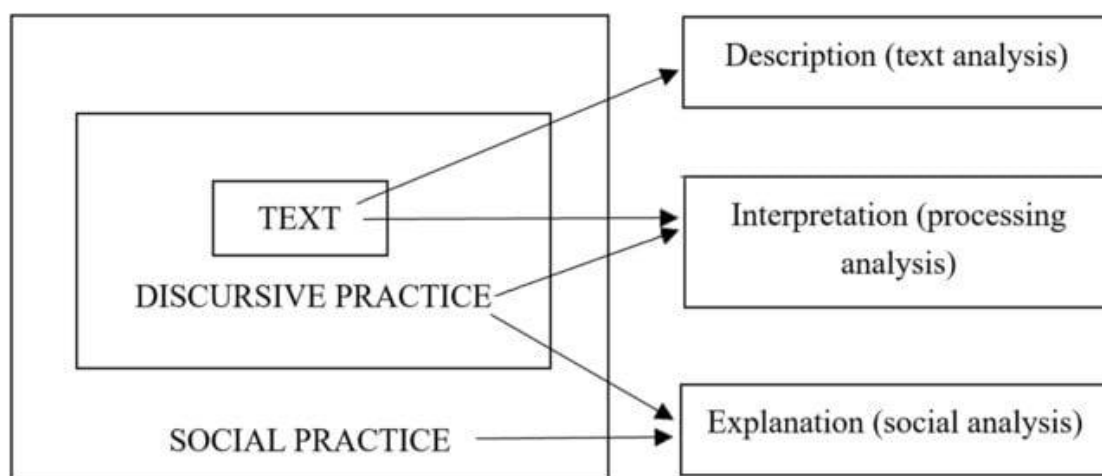 Description (text analysis)
TEXT
Interpretation (processing
analysis)
DISCURSIVE PRACTICE
SOCIAL PRACTICE
Explanation (social analysis)